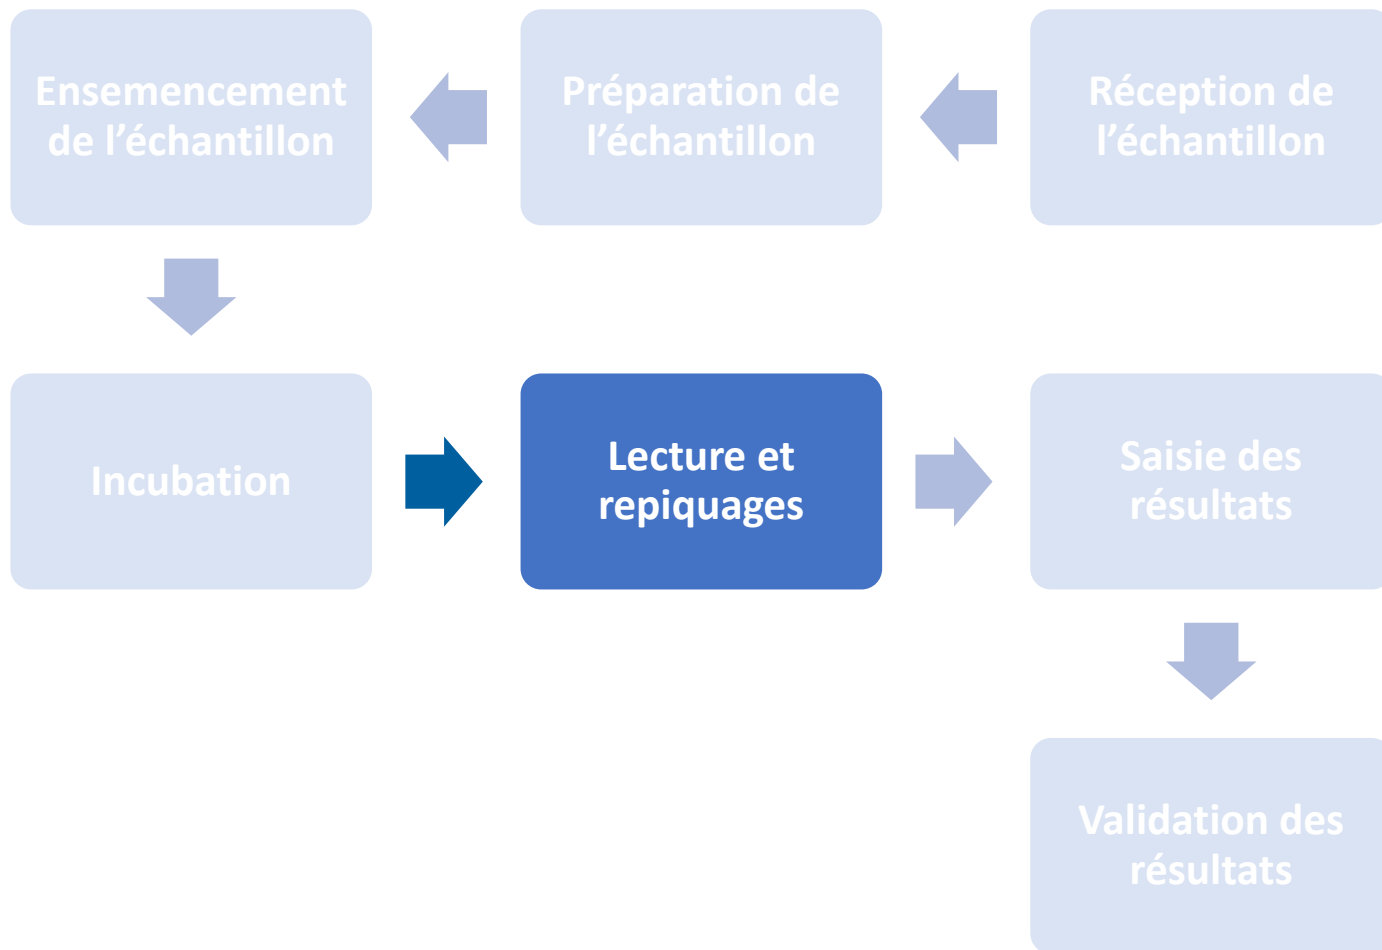 Ensemencement
de l’échantillon
Préparation de
l’échantillon
Réception de
l’échantillon
Incubation
Lecture et
repiquages
Saisie des
résultats
Validation des
résultats